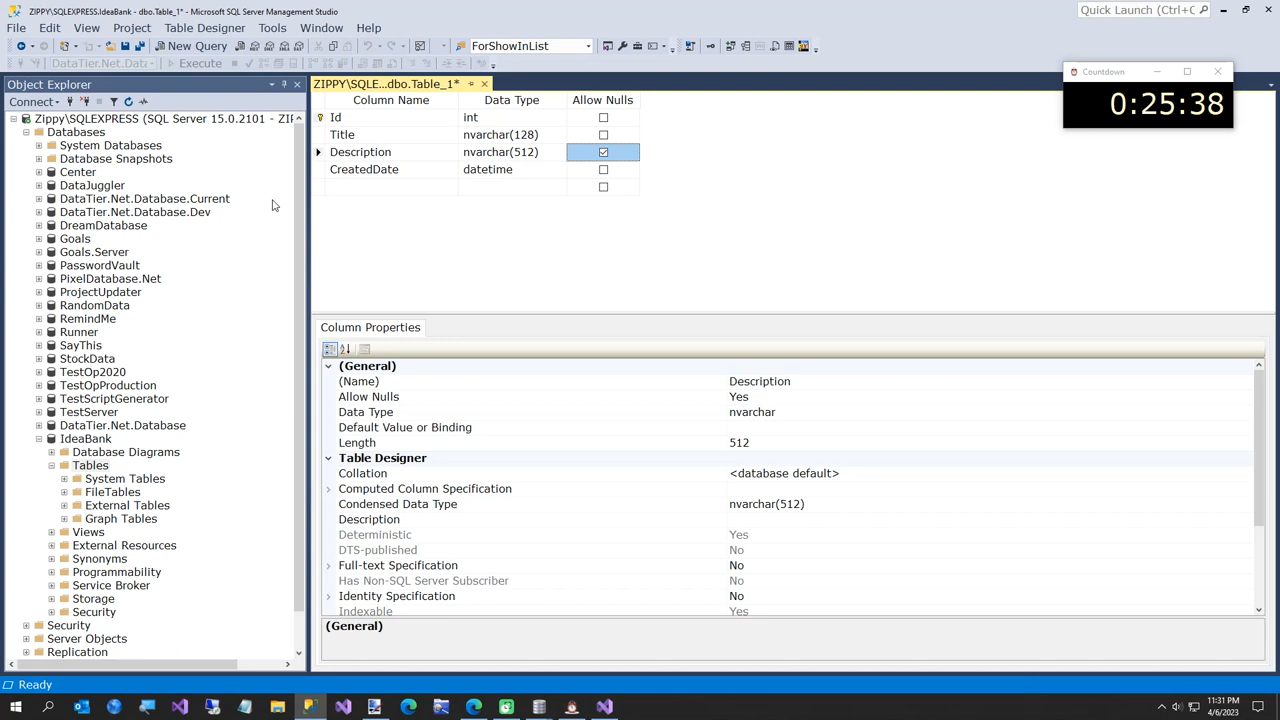 ZIPPY\SQLEXPRESS.IdeaBank - dbo.Table_1* - Microsoft SQL Server Management Studio
Quick Launch (Ctrl+Q)
File Edit View Project Table Designer Tools Window Help
New Query
ForShowInList
DataTier.Net.Databas
Execute
Object Explorer
Connect
Zippy\SQLEXPRESS (SQL Server 15.0.2101 - ZIP
Databases
System Databases
Database Snapshots
Center
DataJuggler
DataTier.Net.Database.Current
DataTier.Net.Database.Dev
DreamDatabase
Goals
Goals.Server
PasswordVault
PixelDatabase.Net
ProjectUpdater
RandomData
RemindMe
Runner
SayThis
StockData
TestOp2020
TestOpProduction
TestScriptGenerator
TestServer
DataTier.Net.Database
IdeaBank
Database Diagrams
Tables
System Tables
FileTables
External Tables
Graph Tables
Views
External Resources
Synonyms
Programmability
Service Broker
Storage
Security
Security
Server Objects
Replication
ZIPPY\SQLE...dbo.Table_1*
Column Name Data Type Allow Nulls
Id int
Title nvarchar(128)
Description nvarchar(512)
CreatedDate datetime
Countdown
0:25:38
Column Properties
(General)
(Name) Description
Allow Nulls Yes
Data Type nvarchar
Default Value or Binding
Length 512
Table Designer
Collation <database default>
Computed Column Specification
Condensed Data Type nvarchar(512)
Description
Deterministic Yes
DTS-published No
Full-text Specification No
Has Non-SQL Server Subscriber No
Identity Specification No
Indexable Yes
(General)
Ready
11:31 PM
4/6/2023